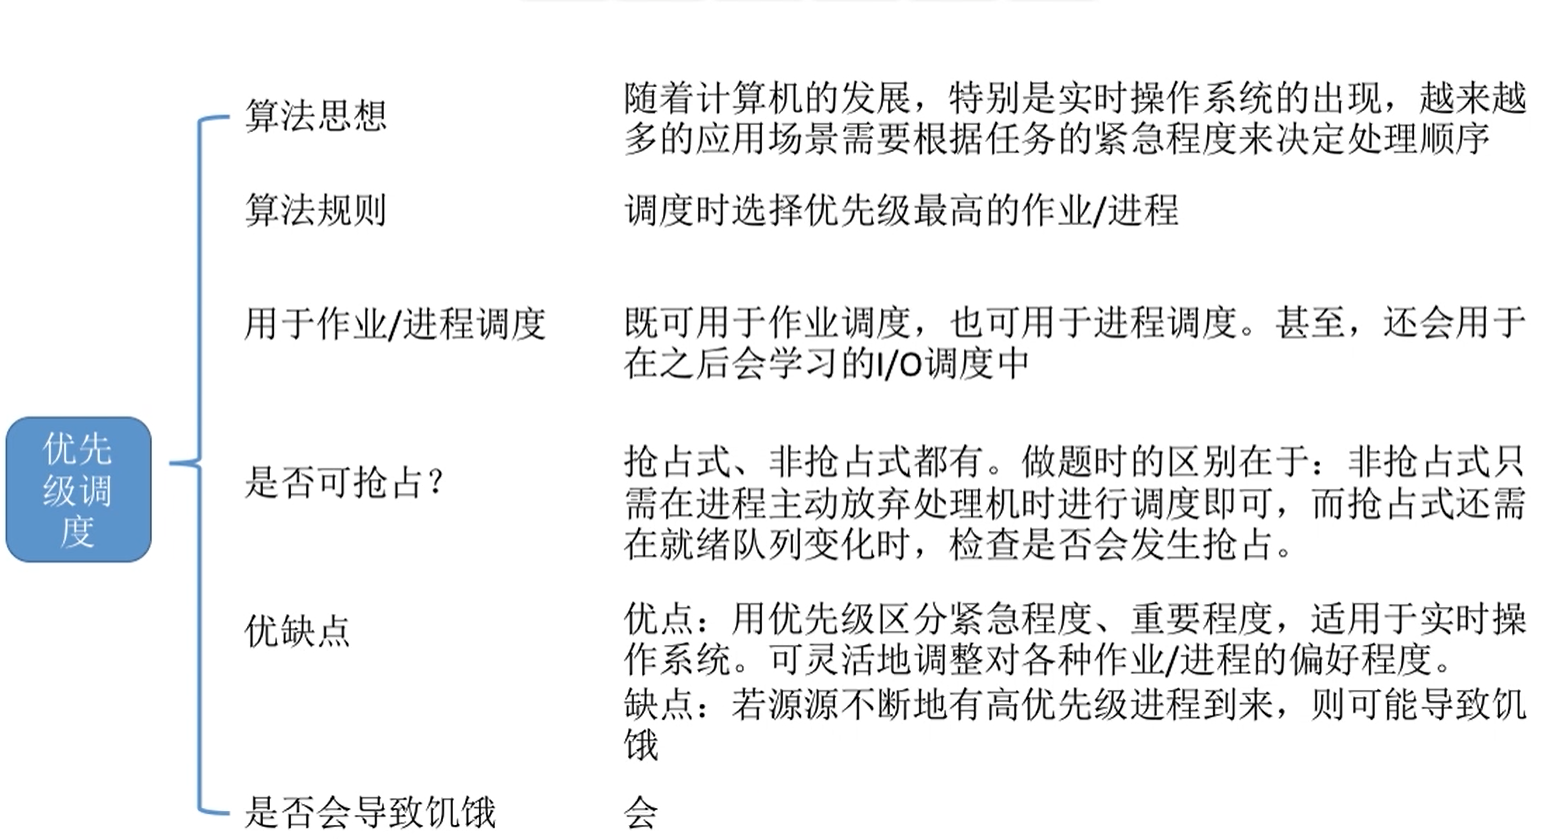 优先
级调
度
算法思想
随着计算机的发展，特别是实时操作系统的出现，越来越
多的应用场景需要根据任务的紧急程度来决定处理顺序
算法规则
调度时选择优先级最高的作业/进程
用于作业/进程调度
既可用于作业调度，也可用于进程调度。甚至，还会用于
在之后会学习的I/O调度中
是否可抢占？
抢占式、非抢占式都有。做题时的区别在于：非抢占式只
需在进程主动放弃处理机时进行调度即可，而抢占式还需
在就绪队列变化时，检查是否会发生抢占。
优缺点
优点：用优先级区分紧急程度、重要程度，适用于实时操
作系统。可灵活地调整对各种作业/进程的偏好程度。
缺点：若源源不断地有高优先级进程到来，则可能导致饥
饿
是否会导致饥饿
会